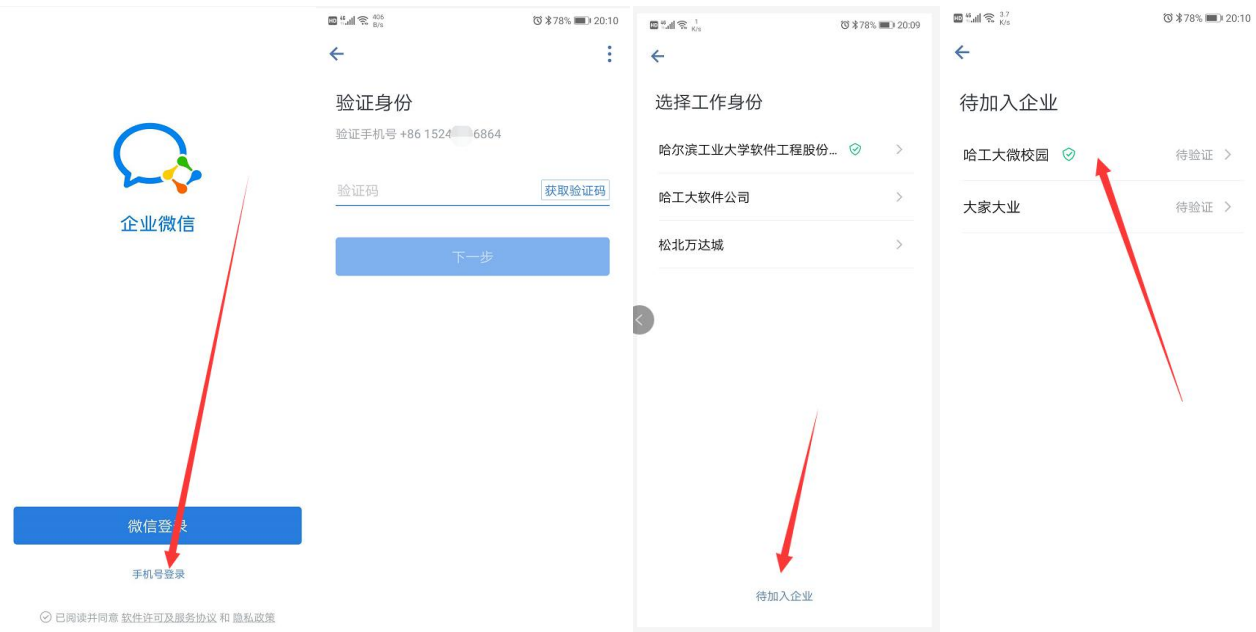 企业微信
微信登录
手机号登录
已阅读并同意 软件许可及服务协议 和 隐私政策
HD 46 406 B/s 78% 20:10
验证身份
验证手机号 +86 1524 6864
验证码 获取验证码
下一步
HD 46 1 K/s 78% 20:09
选择工作身份
哈尔滨工业大学软件工程股份...
哈工大软件公司
松北万达城
待加入企业
HD 46 3.7 K/s 78% 20:10
待加入企业
哈工大微校园 待验证
大家大业 待验证